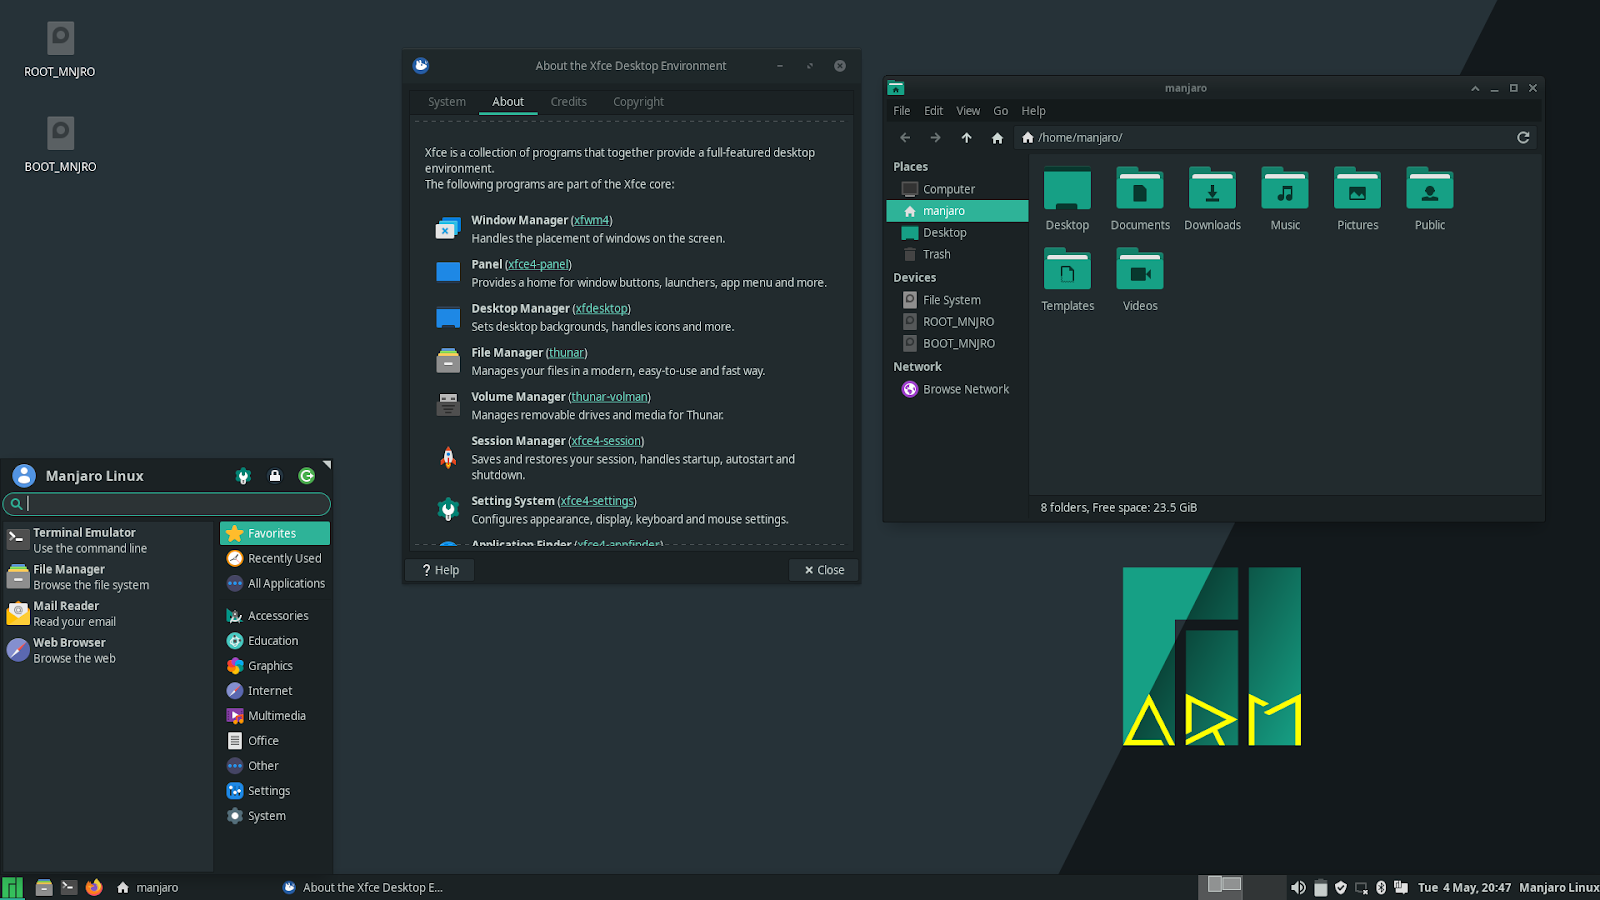 ROOT_MNJRO
BOOT_MNJRO
About the Xfce Desktop Environment
System About Credits Copyright
Xfce is a collection of programs that together provide a full-featured desktop
environment.
The following programs are part of the Xfce core:
Window Manager (xfwm4)
Handles the placement of windows on the screen.
Panel (xfce4-panel)
Provides a home for window buttons, launchers, app menu and more.
Desktop Manager (xfdesktop)
Sets desktop backgrounds, handles icons and more.
File Manager (thunar)
Manages your files in a modern, easy-to-use and fast way.
Volume Manager (thunar-volman)
Manages removable drives and media for Thunar.
Session Manager (xfce4-session)
Saves and restores your session, handles startup, autostart and
shutdown.
Setting System (xfce4-settings)
Configures appearance, display, keyboard and mouse settings.
Application Finder (xfce4-appfinder)
? Help
Close
manjaro
File Edit View Go Help
/home/manjaro/
Places
Computer
manjaro
Desktop
Trash
Devices
File System
ROOT_MNJRO
BOOT_MNJRO
Network
Browse Network
Desktop Documents Downloads Music Pictures Public
Templates Videos
8 folders, Free space: 23.5 GiB
Manjaro Linux
Terminal Emulator
Use the command line
File Manager
Browse the file system
Mail Reader
Read your email
Web Browser
Browse the web
Favorites
Recently Used
All Applications
Accessories
Education
Graphics
Internet
Multimedia
Office
Other
Settings
System
ARM
manjaro
About the Xfce Desktop E...
Tue 4 May, 20:47 Manjaro Linux